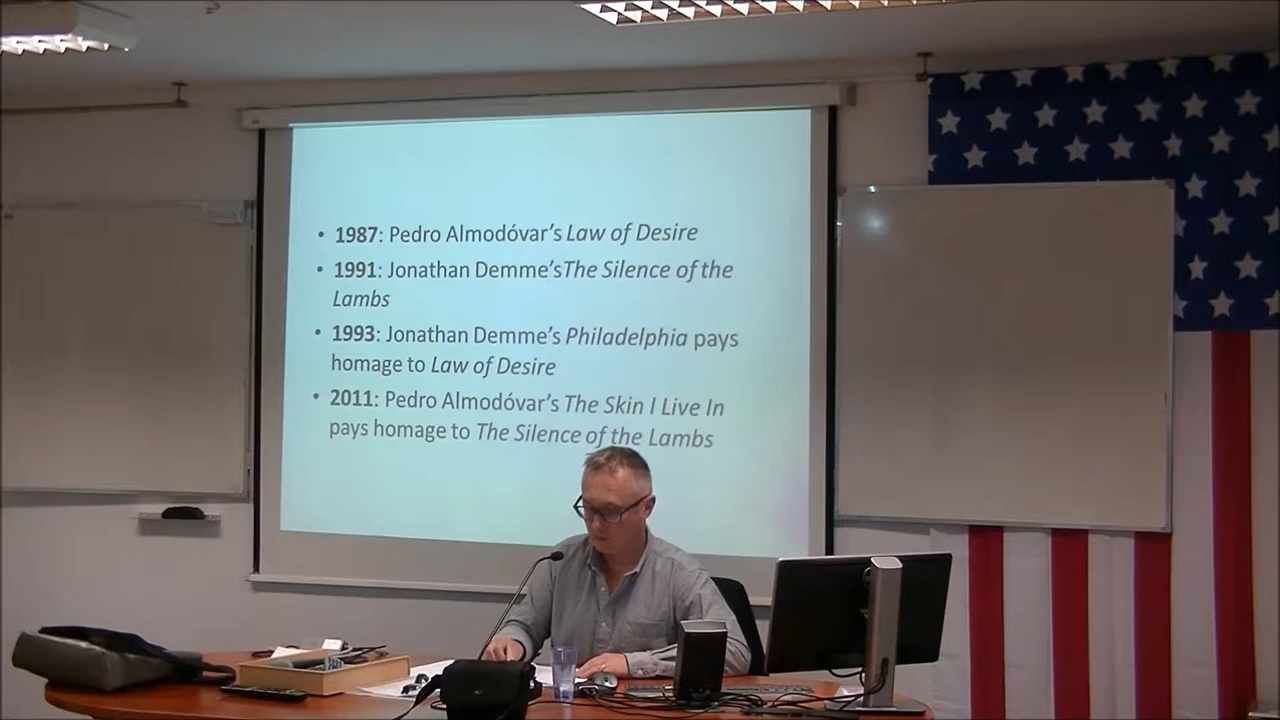 • 1987: Pedro Almodóvar's Law of Desire
• 1991: Jonathan Demme'sThe Silence of the
Lambs
• 1993: Jonathan Demme's Philadelphia pays
homage to Law of Desire
• 2011: Pedro Almodóvar's The Skin I Live In
pays homage to The Silence of the Lambs